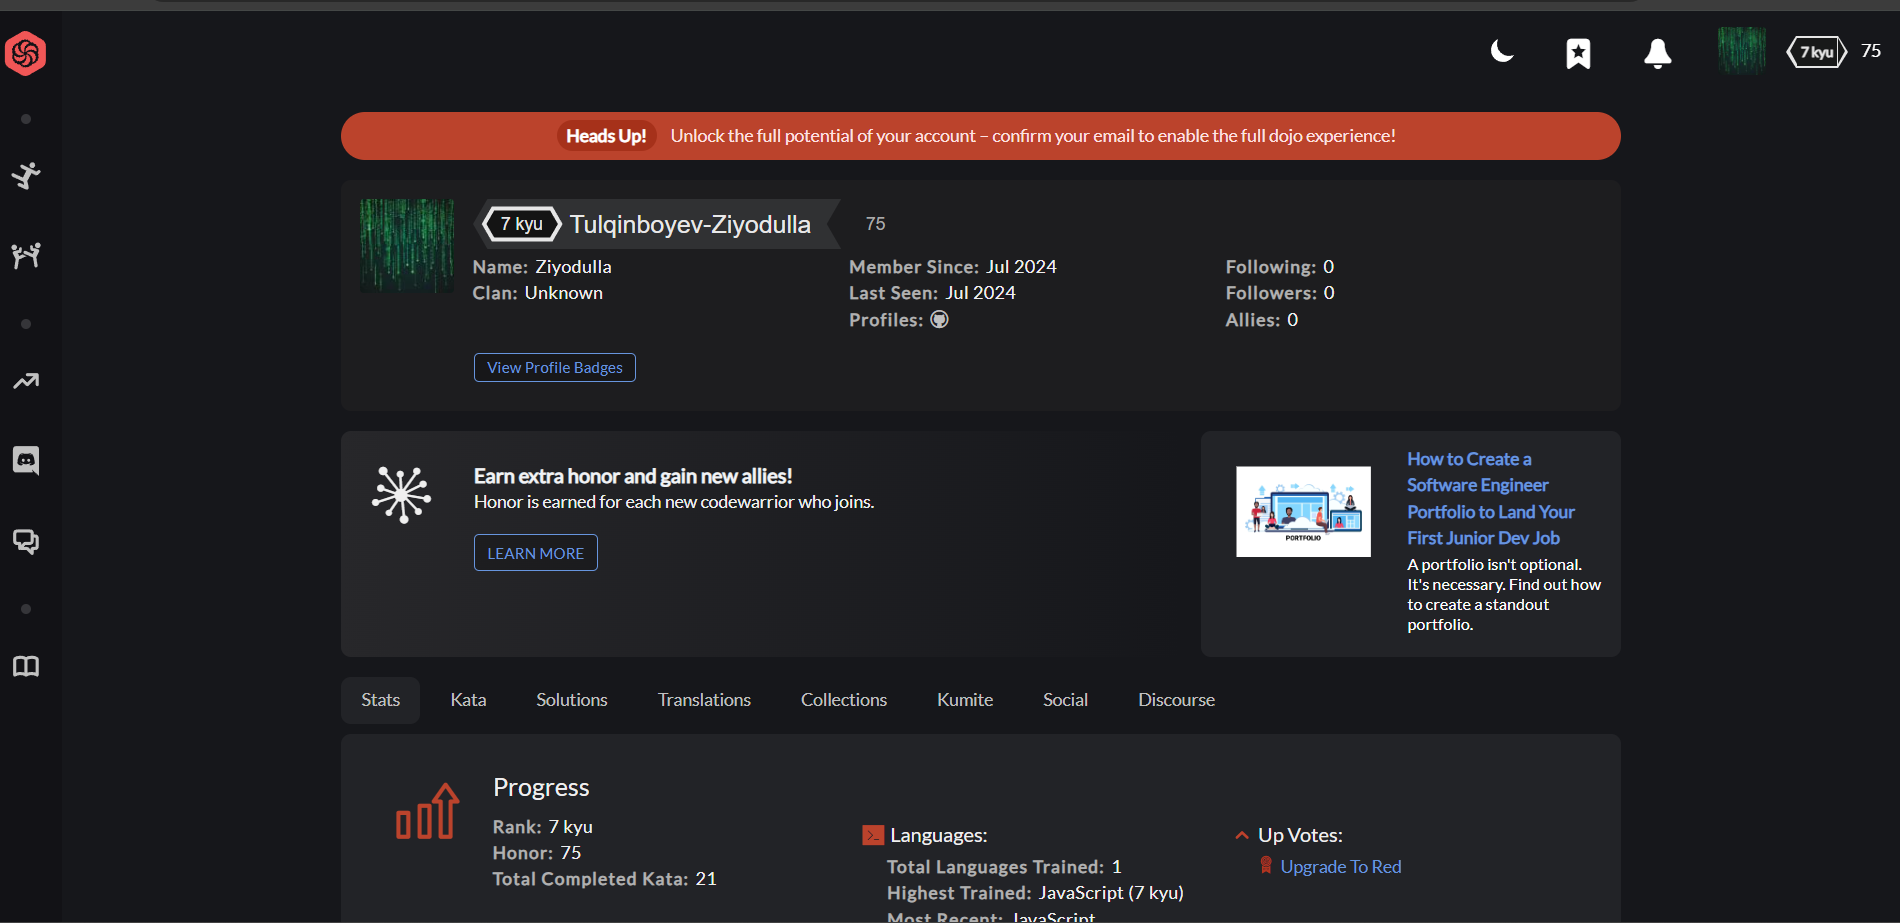 7 kyu 75
Heads Up! Unlock the full potential of your account – confirm your email to enable the full dojo experience!
7 kyu Tulqinboyev-Ziyodulla 75
Name: Ziyodulla
Clan: Unknown
Member Since: Jul 2024
Last Seen: Jul 2024
Profiles:
Following: 0
Followers: 0
Allies: 0
View Profile Badges
Earn extra honor and gain new allies!
Honor is earned for each new codewarrior who joins.
LEARN MORE
PORTFOLIO
How to Create a
Software Engineer
Portfolio to Land Your
First Junior Dev Job
A portfolio isn't optional.
It's necessary. Find out how
to create a standout
portfolio.
Stats Kata Solutions Translations Collections Kumite Social Discourse
Progress
Rank: 7 kyu
Honor: 75
Total Completed Kata: 21
Languages:
Total Languages Trained: 1
Highest Trained: JavaScript (7 kyu)
Most Recent: JavaScript
Up Votes:
Upgrade To Red